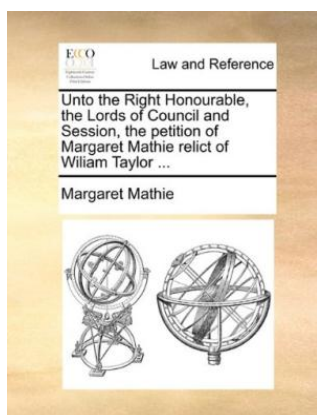 ECCO
Law and Reference
Unto the Right Honourable,
the Lords of Council and
Session, the petition of
Margaret Mathie relict of
Wiliam Taylor ...
Margaret Mathie